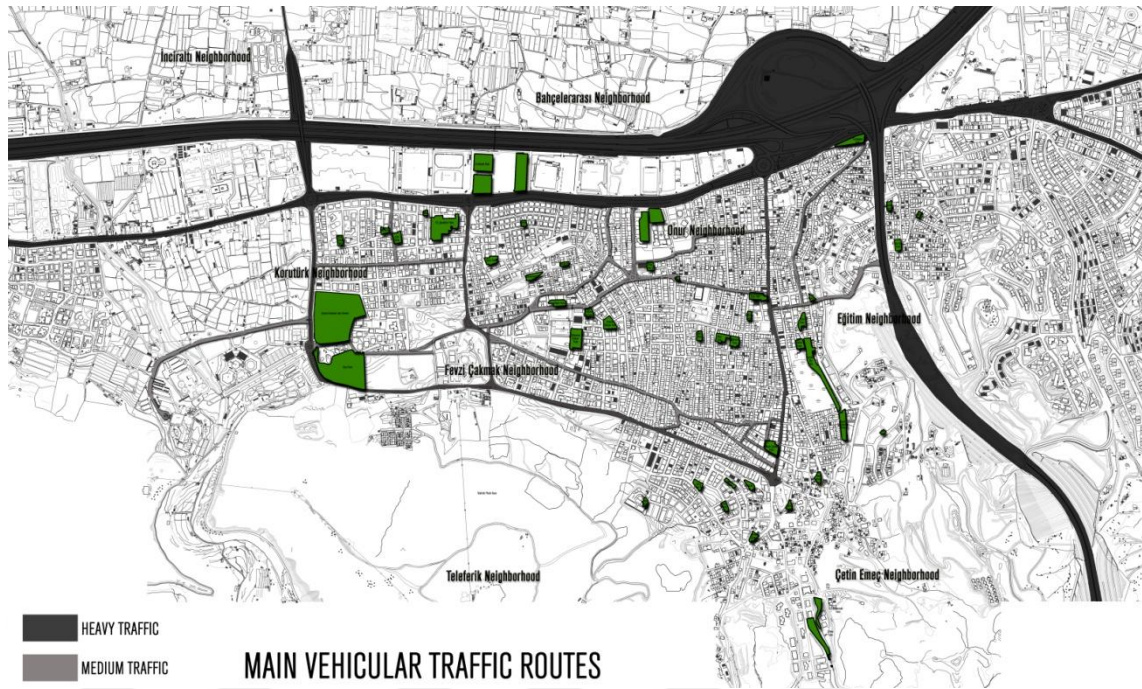 İnciraltı Neighborhood
Bahçelerarası Neighborhood
Onur Neighborhood
Korutürk Neighborhood
Eğitim Neighborhood
Fevzi Çakmak Neighborhood
Teleferik Neighborhood
Çetin Emeç Neighborhood
HEAVY TRAFFIC
MEDIUM TRAFFIC
MAIN VEHICULAR TRAFFIC ROUTES